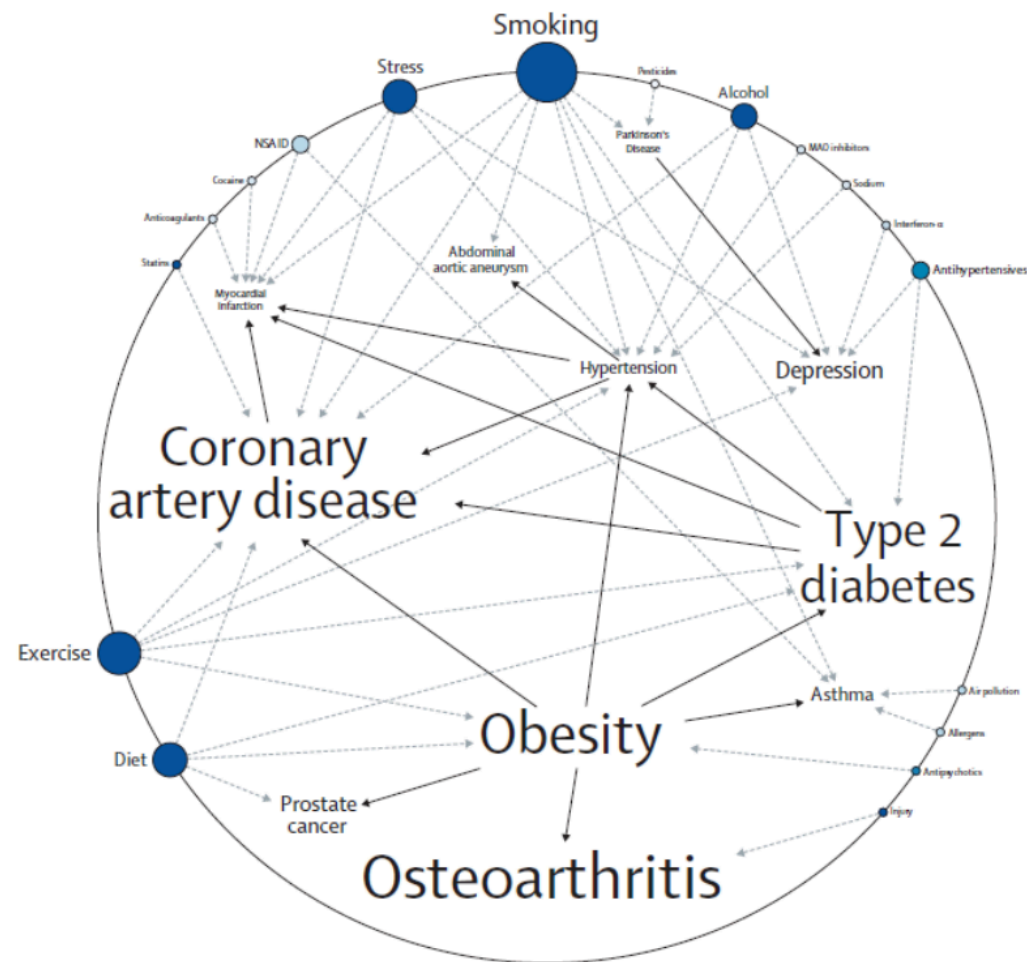 Smoking
Stress
Pesticides
Alcohol
NSAID
Parkinson's
Disease
MAO inhibitors
Cocaine
Sodium
Anticoagulants
Interferon-α
Abdominal
aortic aneurysm
Statins
Antihypertensives
Myocardial
Infarction
Hypertension
Depression
Coronary
artery disease
Type 2
diabetes
Exercise
Asthma
Air pollution
Obesity
Allergens
Diet
Antipsychotics
Prostate
cancer
Injury
Osteoarthritis